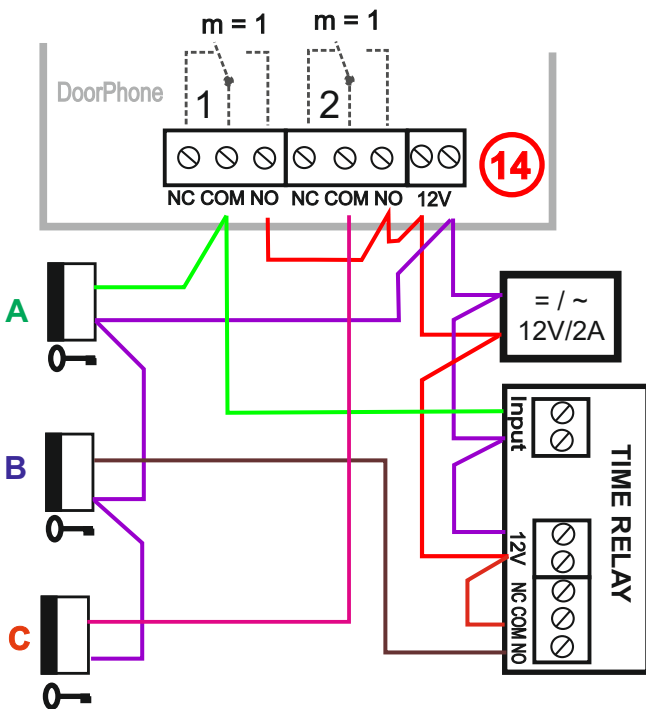 m = 1 m = 1
DoorPhone
1 2
14
NC COM NO NC COM NO 12V
A
= / ~
12V/2A
Input
B
TIME RELAY
12V
NC COM NO
C